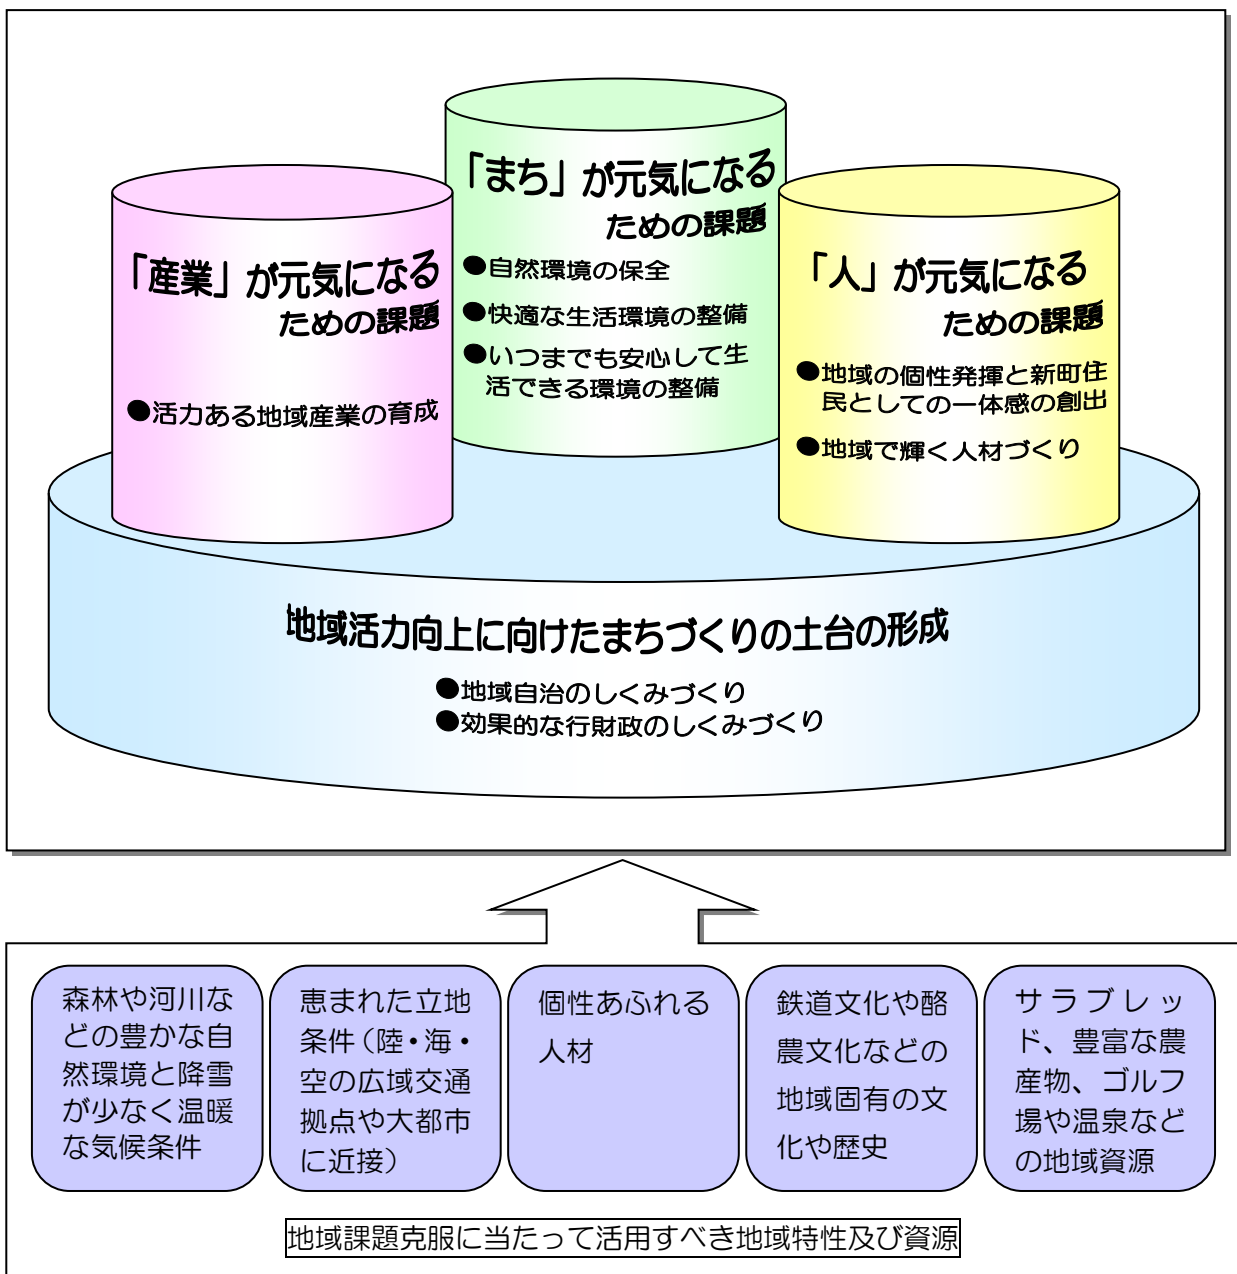 「まち」が元気になる
ための課題
●自然環境の保全
●快適な生活環境の整備
●いつまでも安心して生
活できる環境の整備
「産業」が元気になる
ための課題
●活力ある地域産業の育成
「人」が元気になる
ための課題
●地域の個性発揮と新町住
民としての一体感の創出
●地域で輝く人材づくり
地域活力向上に向けたまちづくりの土台の形成
●地域自治のしくみづくり
●効果的な行財政のしくみづくり
森林や河川な
どの豊かな自
然環境と降雪
が少なく温暖
な気候条件
恵まれた立地
条件（陸・海・
空の広域交通
拠点や大都市
に近接）
個性あふれる
人材
鉄道文化や酪
農文化などの
地域固有の文
化や歴史
サラブレッ
ド、豊富な農
産物、ゴルフ
場や温泉など
の地域資源
地域課題克服に当たって活用すべき地域特性及び資源